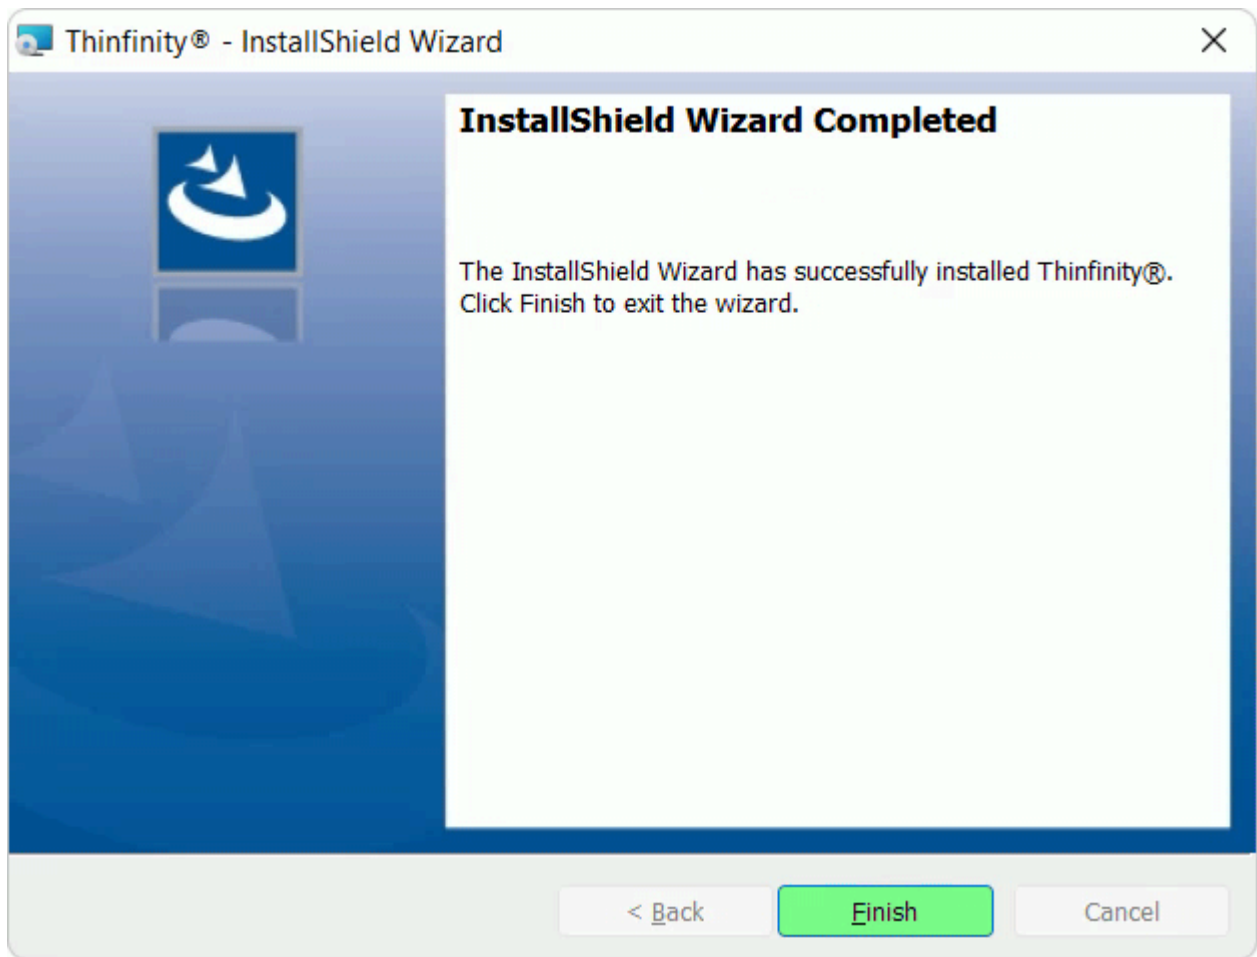 Thinfinity® - InstallShield Wizard
InstallShield Wizard Completed
The InstallShield Wizard has successfully installed Thinfinity®.
Click Finish to exit the wizard.
< Back
Finish
Cancel